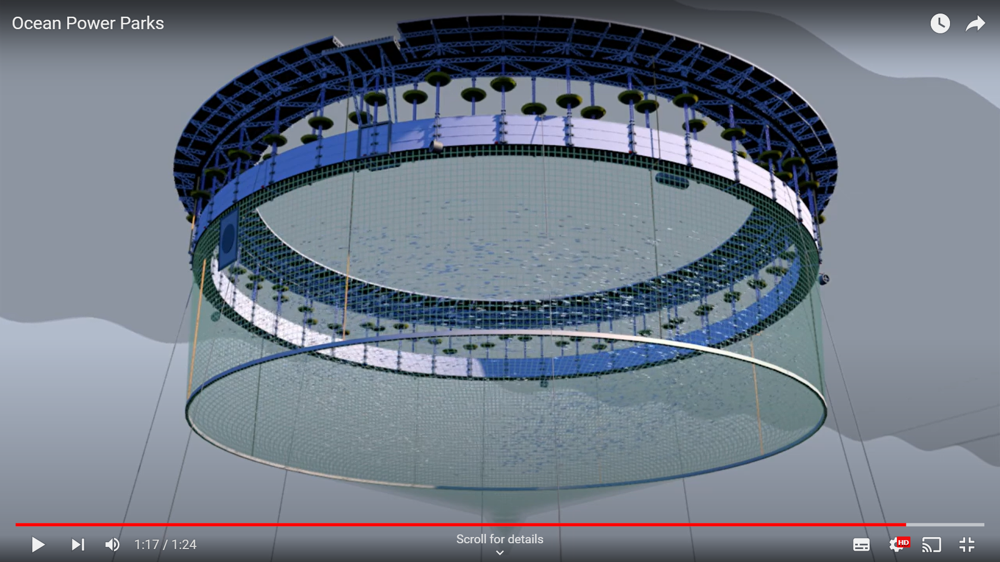 Ocean Power Parks
1:17 / 1:24
Scroll for details
HD